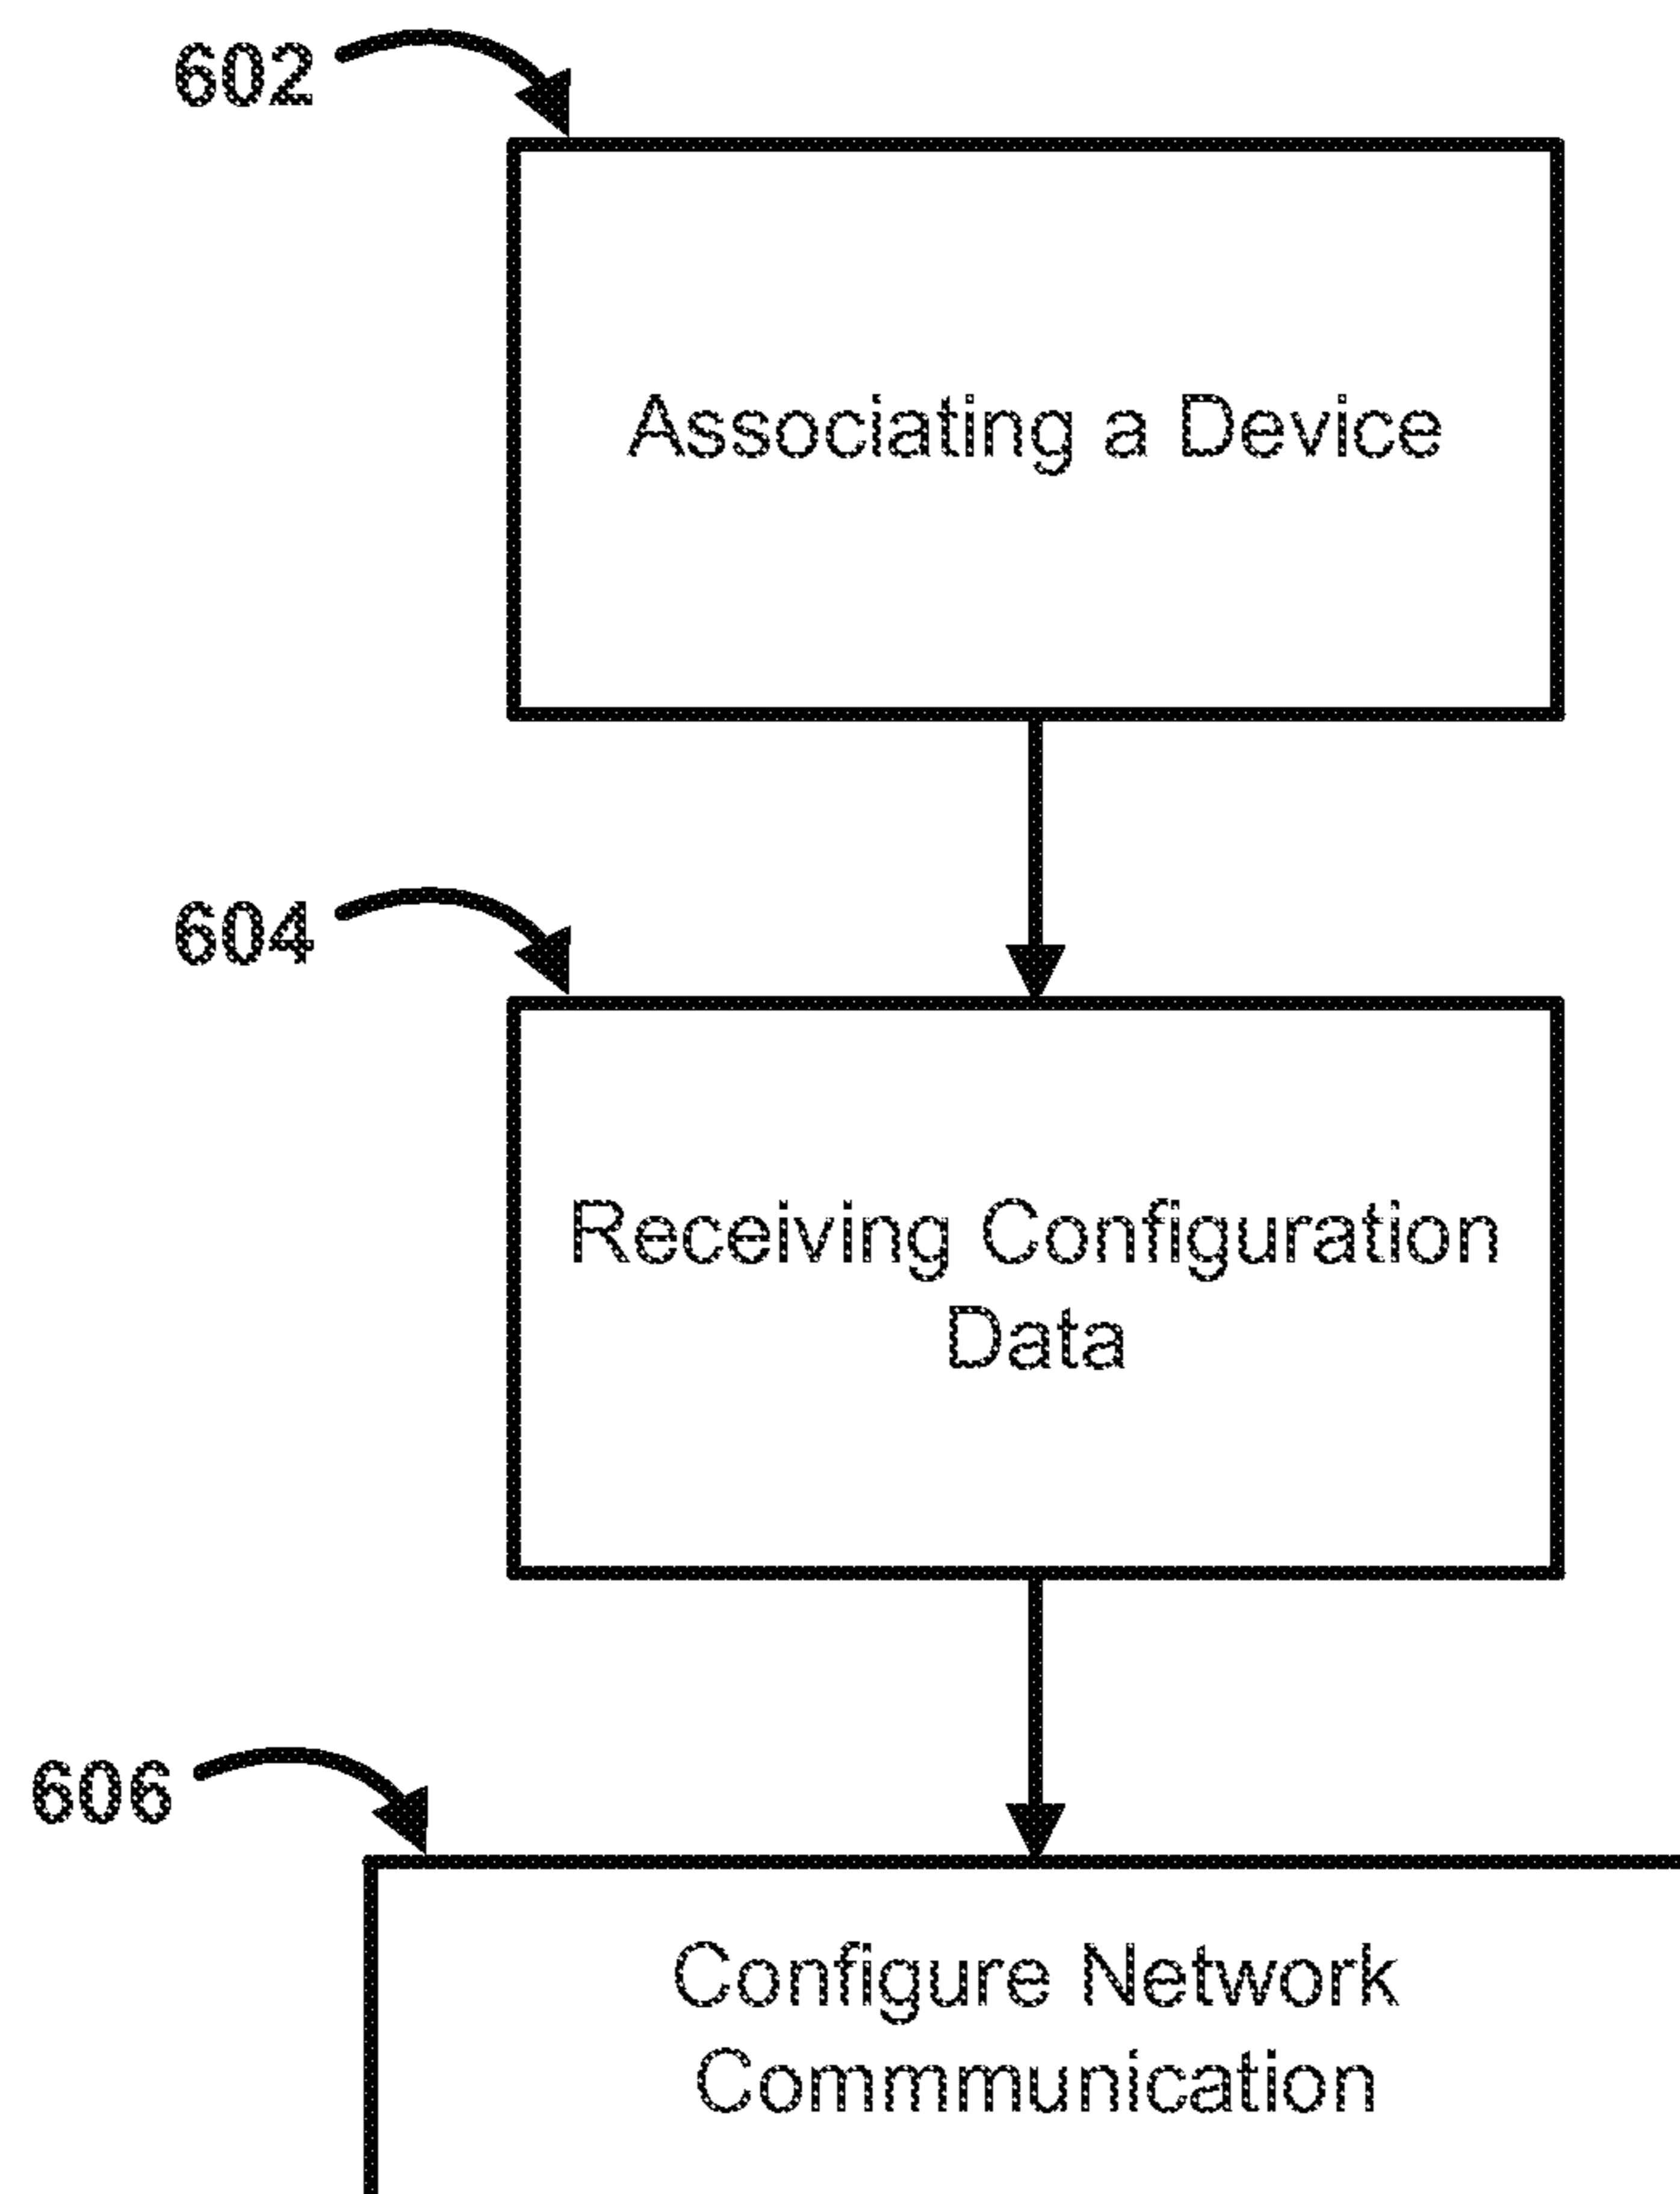 602
Associating a Device
604
Receiving Configuration
Data
606
Configure Network
Commmunication